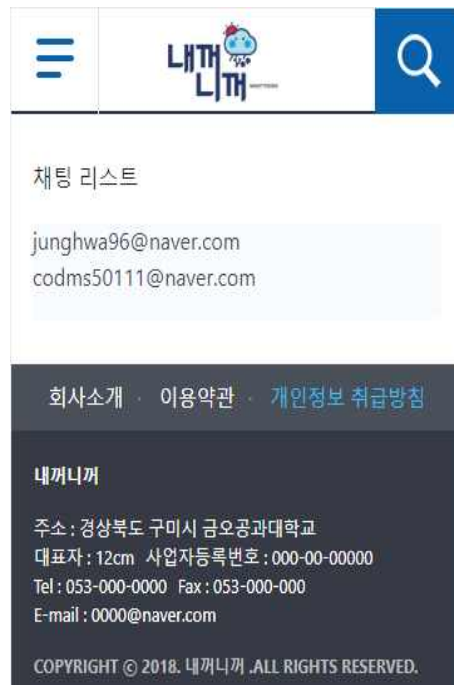 내꺼
니꺼
채팅 리스트
junghwa96@naver.com
codms50111@naver.com
회사소개 · 이용약관 · 개인정보 취급방침
내꺼니꺼
주소 : 경상북도 구미시 금오공과대학교
대표자 : 12cm 사업자등록번호 : 000-00-00000
Tel : 053-000-0000 Fax : 053-000-000
E-mail : 0000@naver.com
COPYRIGHT ⓒ 2018. 내꺼니꺼 .ALL RIGHTS RESERVED.